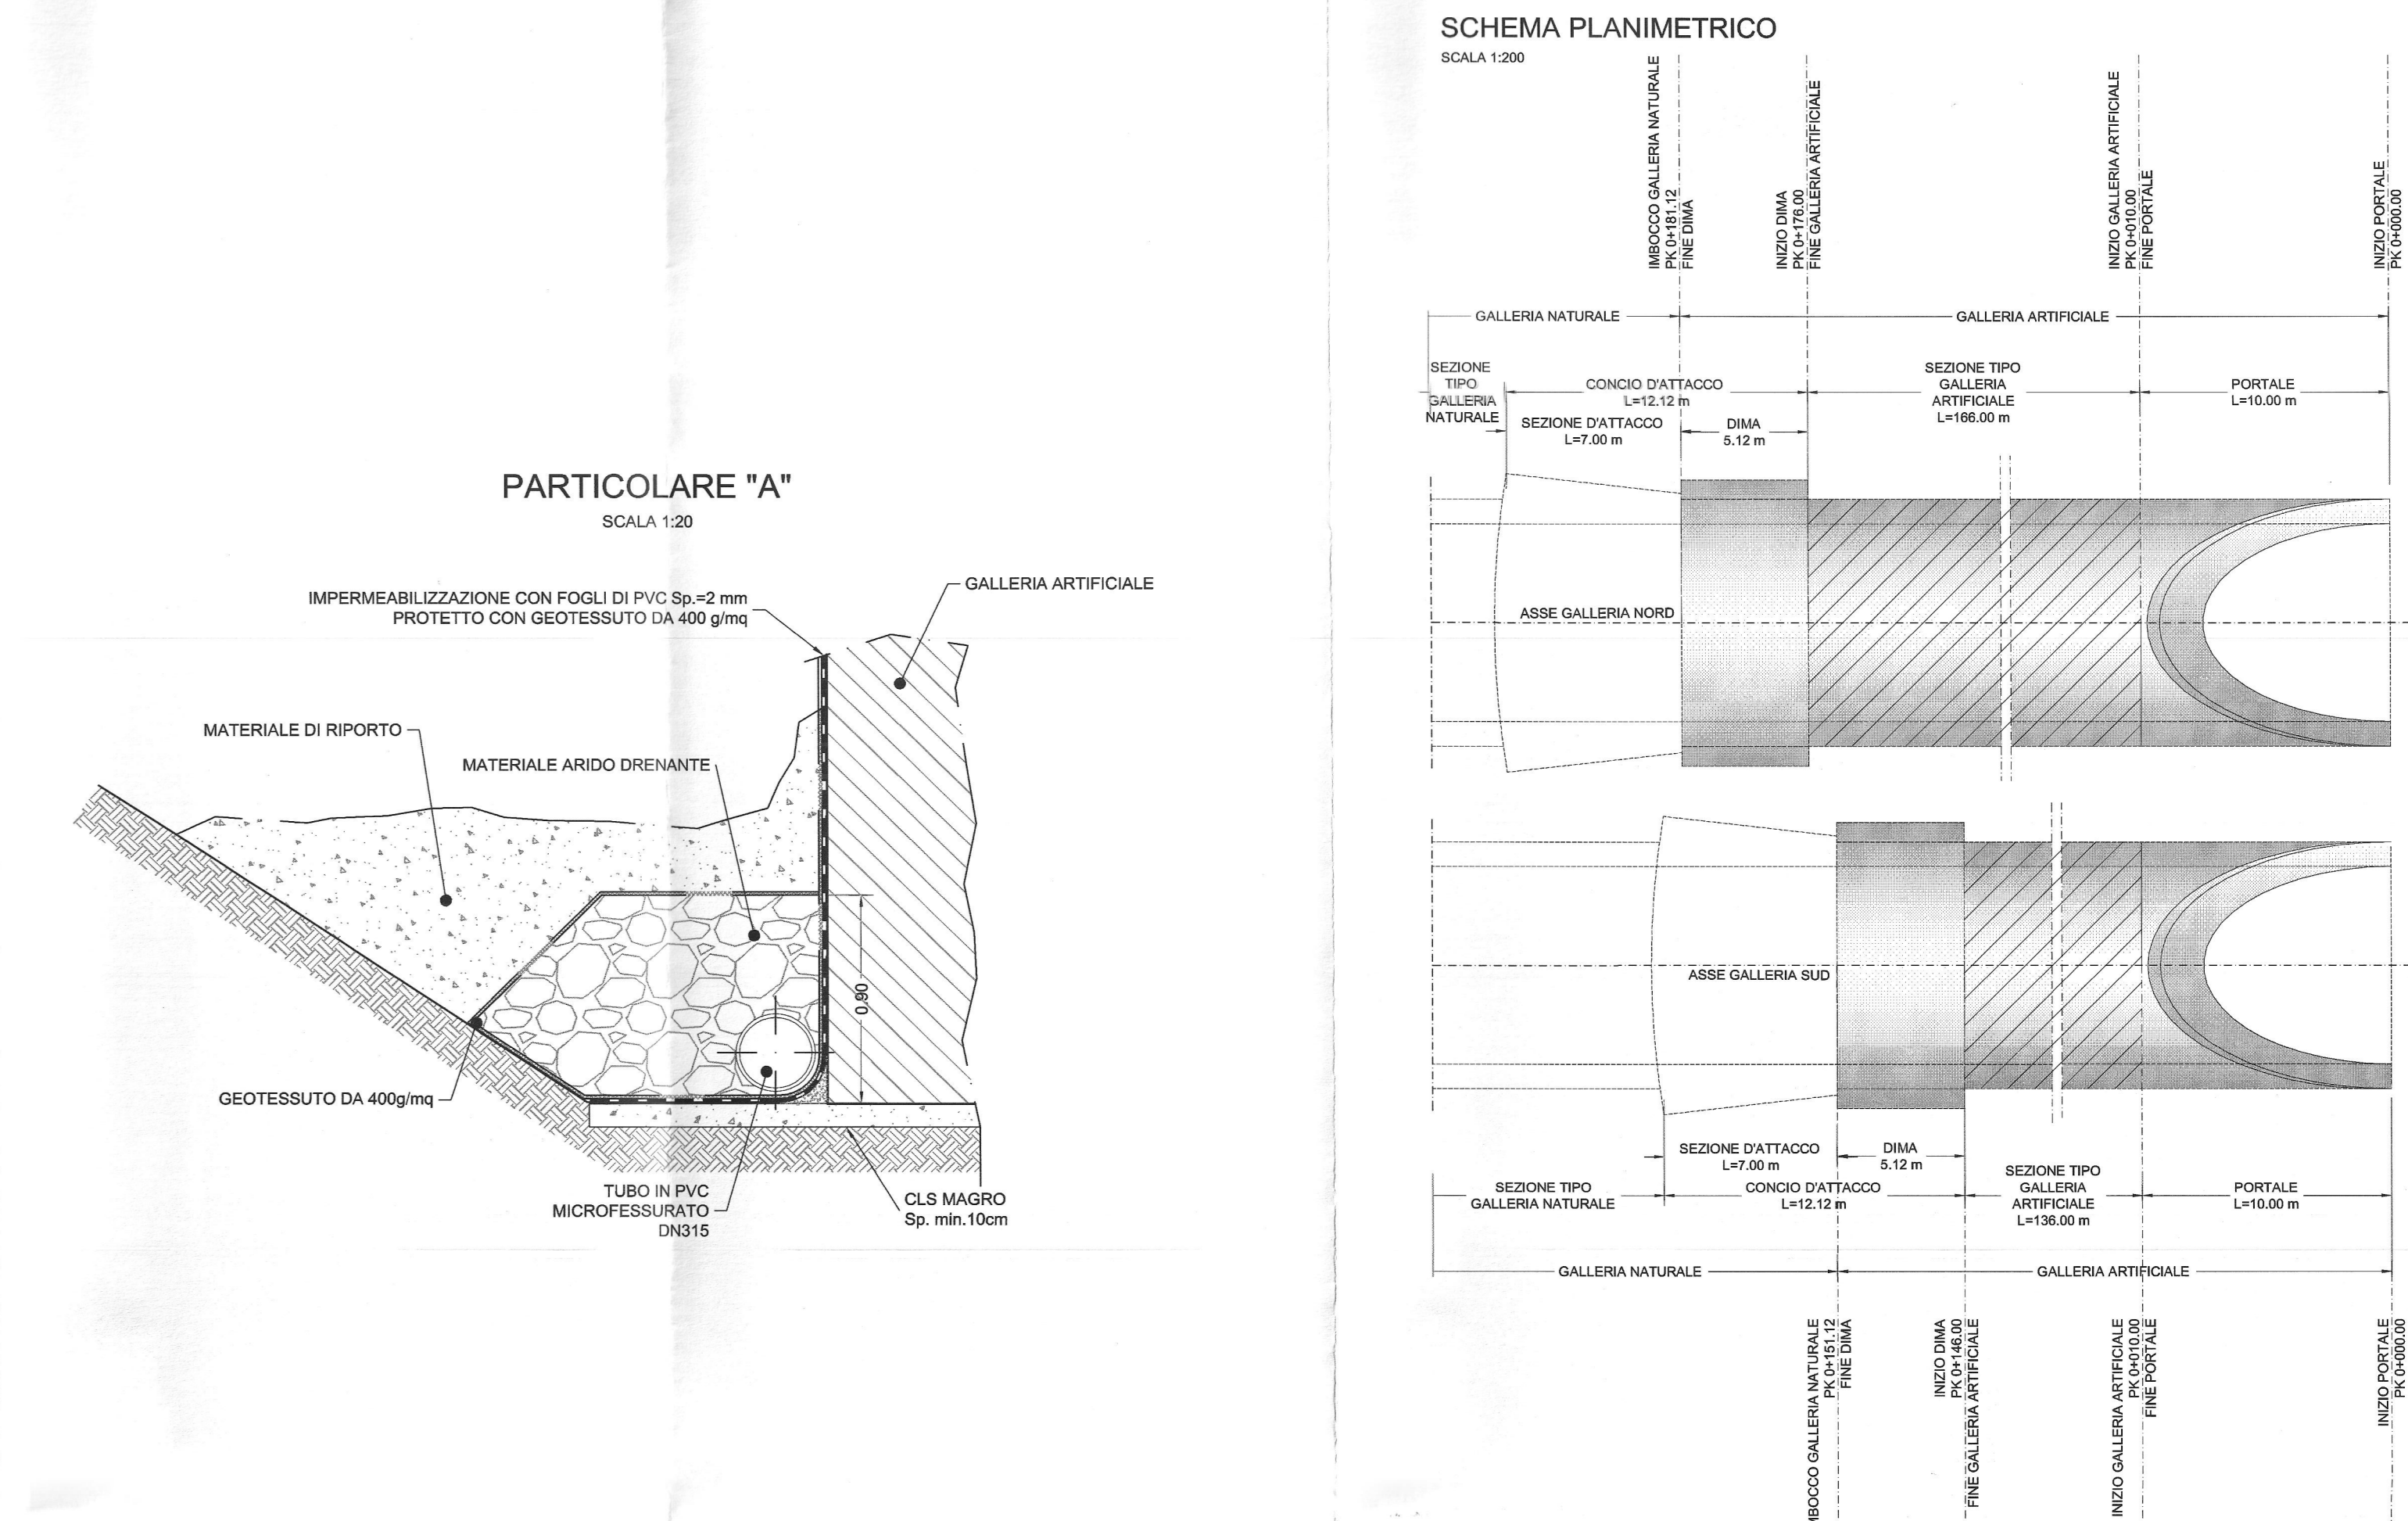 PARTICOLARE "A"
SCALA 1:20
IMPERMEABILIZZAZIONE CON FOGLI DI PVC Sp.=2 mm
PROTETTO CON GEOTESSUTO DA 400 g/mq
GALLERIA ARTIFICIALE
MATERIALE DI RIPORTO
MATERIALE ARIDO DRENANTE
0.90
GEOTESSUTO DA 400g/mq
TUBO IN PVC
MICROFESSURATO
DN315
CLS MAGRO
Sp. min.10cm
SCHEMA PLANIMETRICO
SCALA 1:200
IMBOCCO GALLERIA NATURALE
PK 0+181.12
FINE DIMA
INIZIO DIMA
PK 0+176.00
FINE GALLERIA ARTIFICIALE
INIZIO GALLERIA ARTIFICIALE
PK 0+010.00
FINE PORTALE
INIZIO PORTALE
PK 0+000.00
GALLERIA NATURALE
GALLERIA ARTIFICIALE
SEZIONE
TIPO
GALLERIA
NATURALE
CONCIO D'ATTACCO
L=12.12 m
SEZIONE D'ATTACCO
L=7.00 m
DIMA
5.12 m
SEZIONE TIPO
GALLERIA
ARTIFICIALE
L=166.00 m
PORTALE
L=10.00 m
ASSE GALLERIA NORD
ASSE GALLERIA SUD
SEZIONE D'ATTACCO
L=7.00 m
DIMA
5.12 m
SEZIONE TIPO
GALLERIA NATURALE
CONCIO D'ATTACCO
L=12.12 m
SEZIONE TIPO
GALLERIA
ARTIFICIALE
L=136.00 m
PORTALE
L=10.00 m
GALLERIA NATURALE
GALLERIA ARTIFICIALE
MBOCCO GALLERIA NATURALE
PK 0+151.12
FINE DIMA
INIZIO DIMA
PK 0+146.00
FINE GALLERIA ARTIFICIALE
INIZIO GALLERIA ARTIFICIALE
PK 0+010.00
FINE PORTALE
INIZIO PORTALE
PK 0+000.00